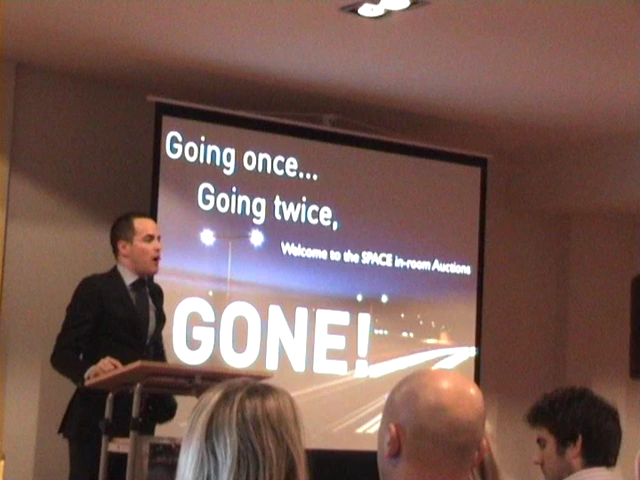 Going once...
Going twice,
Welcome to the SPACE in-room Auctions
GONE!